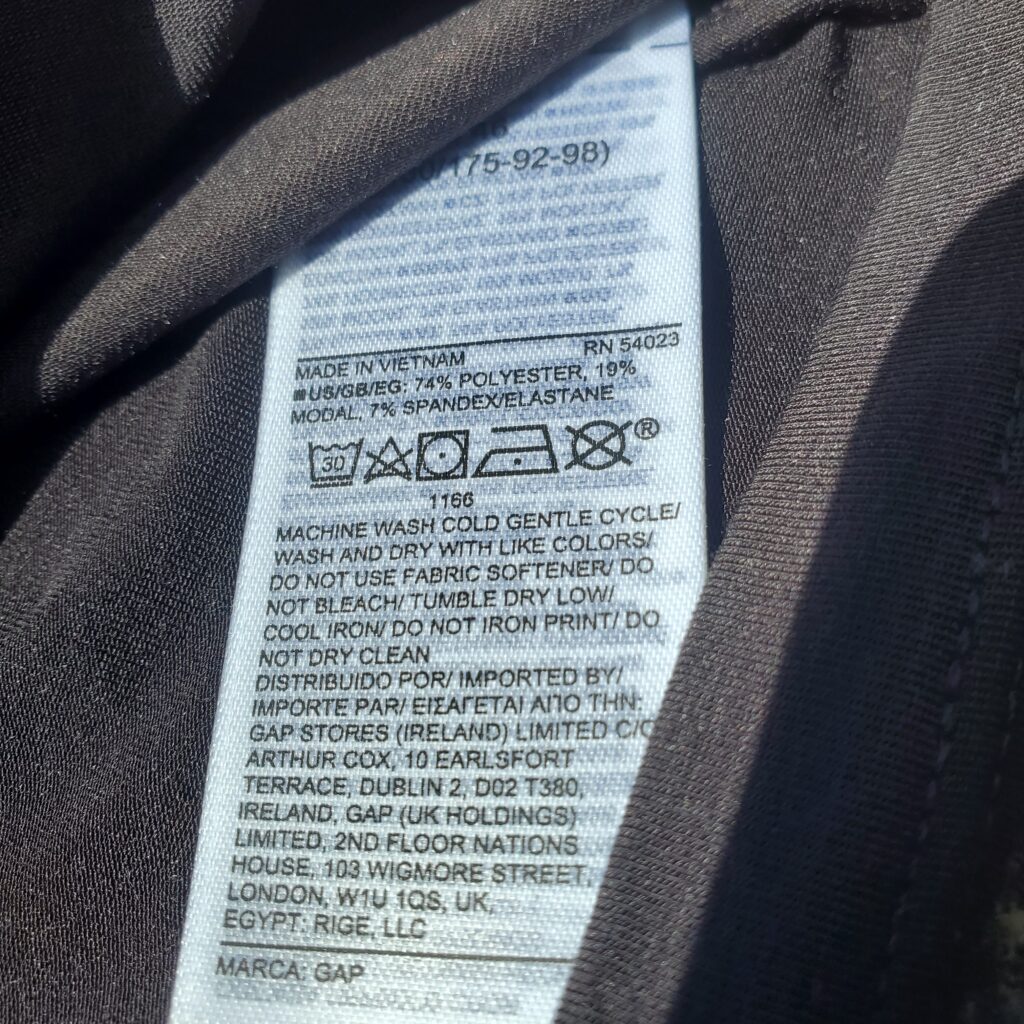 /175-92-98)
MADE IN VIETNAM RN 54023
US/GB/EG: 74% POLYESTER, 19%
MODAL, 7% SPANDEX/ELASTANE
30 ®
1166
MACHINE WASH COLD GENTLE CYCLE/
WASH AND DRY WITH LIKE COLORS/
DO NOT USE FABRIC SOFTENER/ DO
NOT BLEACH/ TUMBLE DRY LOW/
COOL IRON/ DO NOT IRON PRINT/ DO
NOT DRY CLEAN
DISTRIBUIDO POR/ IMPORTED BY/
IMPORTE PAR/ ΕΙΣΑΓΕΤΑΙ ΑΠΟ ΤΗΝ:
GAP STORES (IRELAND) LIMITED C/O
ARTHUR COX, 10 EARLSFORT
TERRACE, DUBLIN 2, D02 T380,
IRELAND, GAP (UK HOLDINGS)
LIMITED, 2ND FLOOR NATIONS
HOUSE, 103 WIGMORE STREET,
LONDON, W1U 1QS, UK,
EGYPT: RIGE, LLC
MARCA: GAP